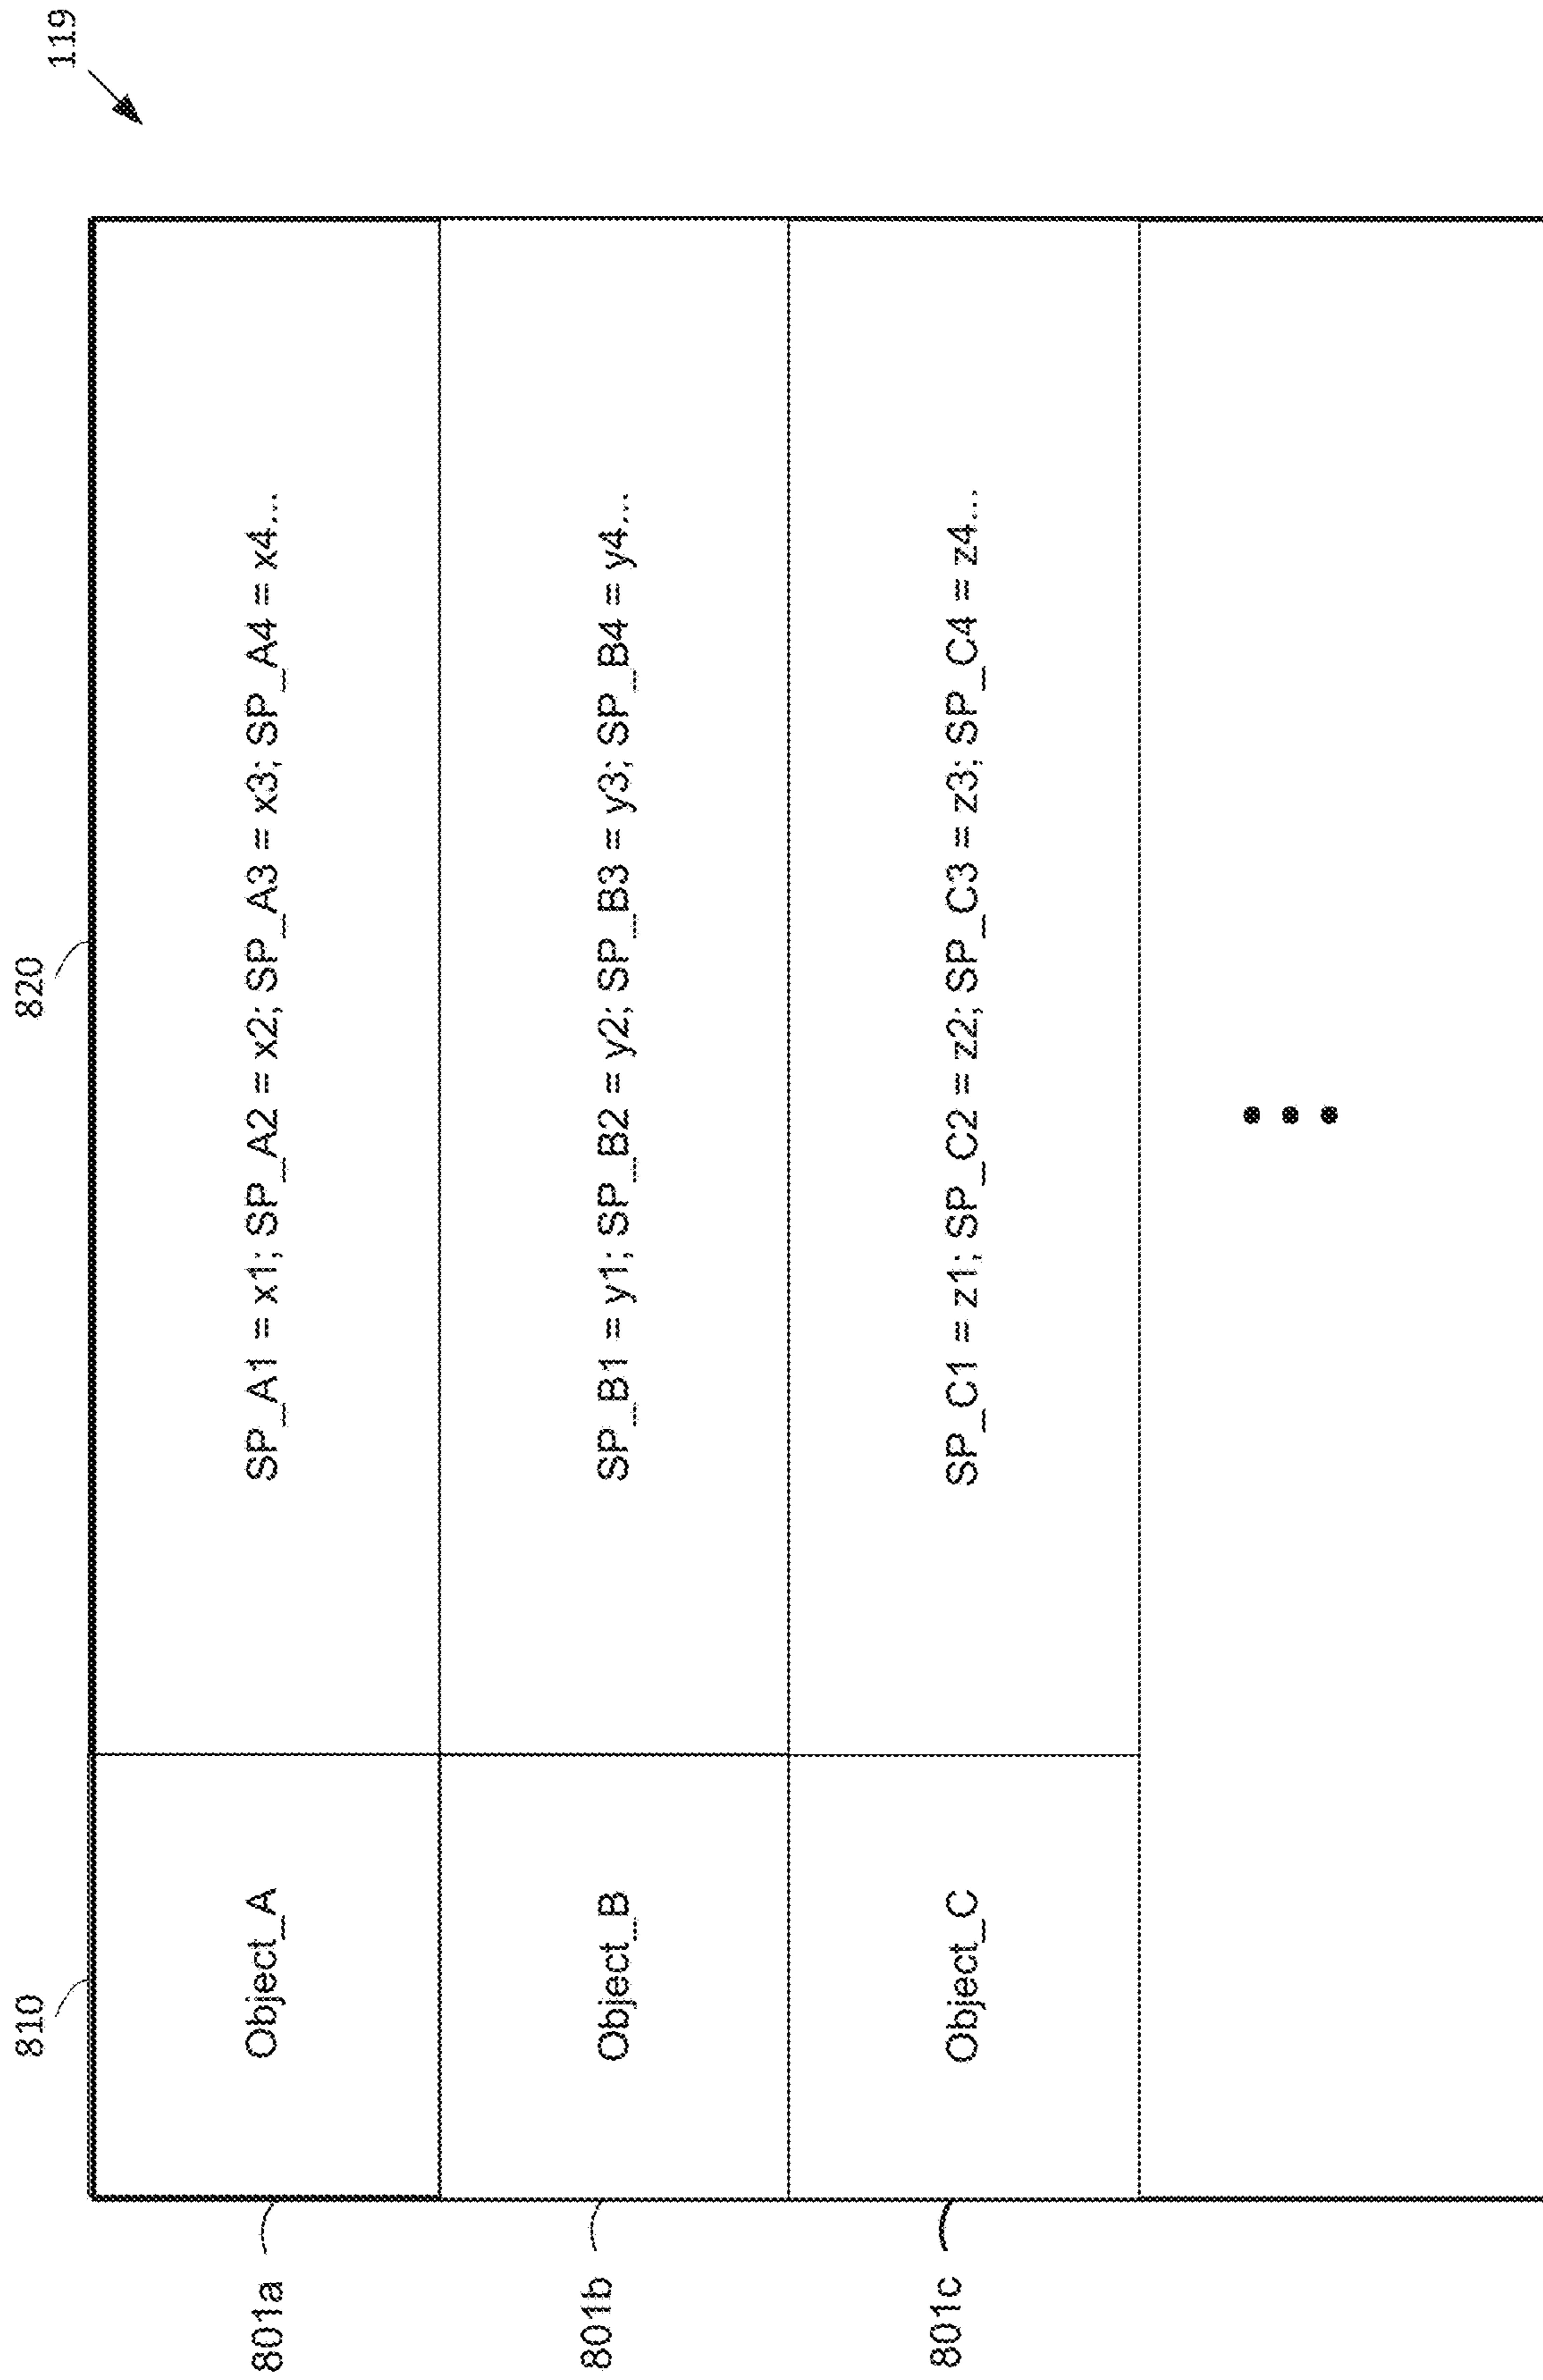 119
810
820
801a
Object_A
SP_A1 = x1; SP_A2 = x2; SP_A3 = x3; SP_A4 = x4...
801b
Object_B
SP_B1 = y1; SP_B2 = y2; SP_B3 = y3; SP_B4 = y4...
801c
Object_C
SP_C1 = z1; SP_C2 = z2; SP_C3 = z3; SP_C4 = z4...